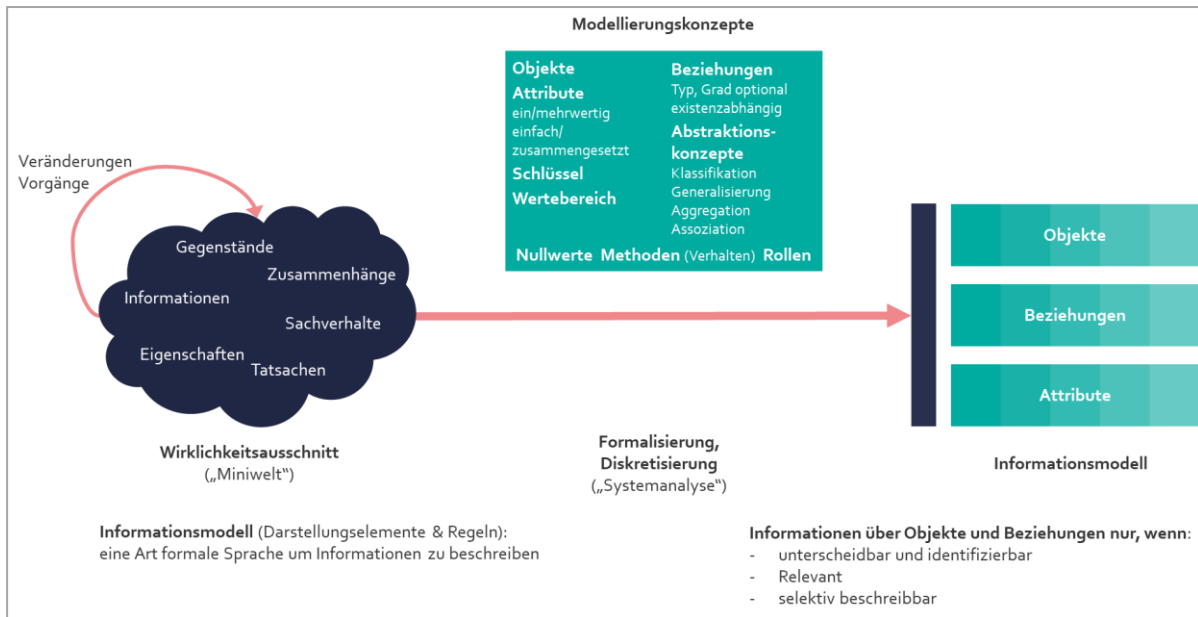 Modellierungskonzepte
Objekte
Attribute
ein/mehrwertig
einfach/
zusammengesetzt
Schlüssel
Wertebereich
Beziehungen
Typ, Grad optional
existenzabhängig
Abstraktions-
konzepte
Klassifikation
Generalisierung
Aggregation
Assoziation
Nullwerte Methoden (Verhalten) Rollen
Veränderungen
Vorgänge
Gegenstände
Zusammenhänge
Informationen
Sachverhalte
Eigenschaften
Tatsachen
Objekte
Beziehungen
Attribute
Wirklichkeitsausschnitt
(„Miniwelt“)
Formalisierung,
Diskretisierung
(„Systemanalyse“)
Informationsmodell
Informationsmodell (Darstellungselemente & Regeln):
eine Art formale Sprache um Informationen zu beschreiben
Informationen über Objekte und Beziehungen nur, wenn:
- unterscheidbar und identifizierbar
- Relevant
- selektiv beschreibbar